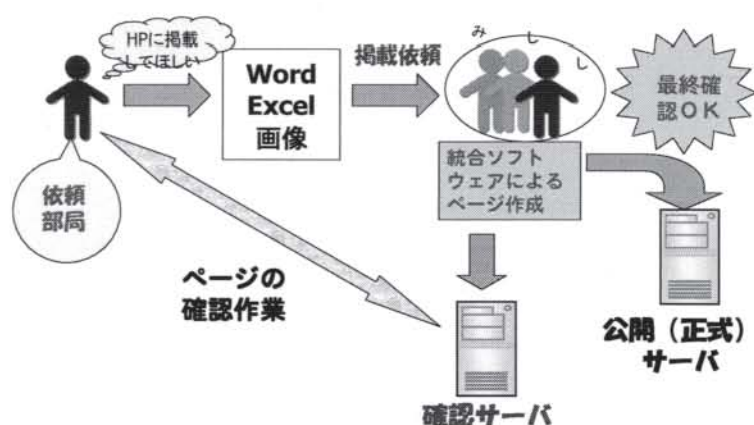 HPに掲載
してほしい
Word
Excel
画像
掲載依頼
み し し
最終確
認OK
依頼
部局
統合ソフト
ウェアによる
ページ作成
ページの
確認作業
公開（正式）
サーバ
確認サーバ